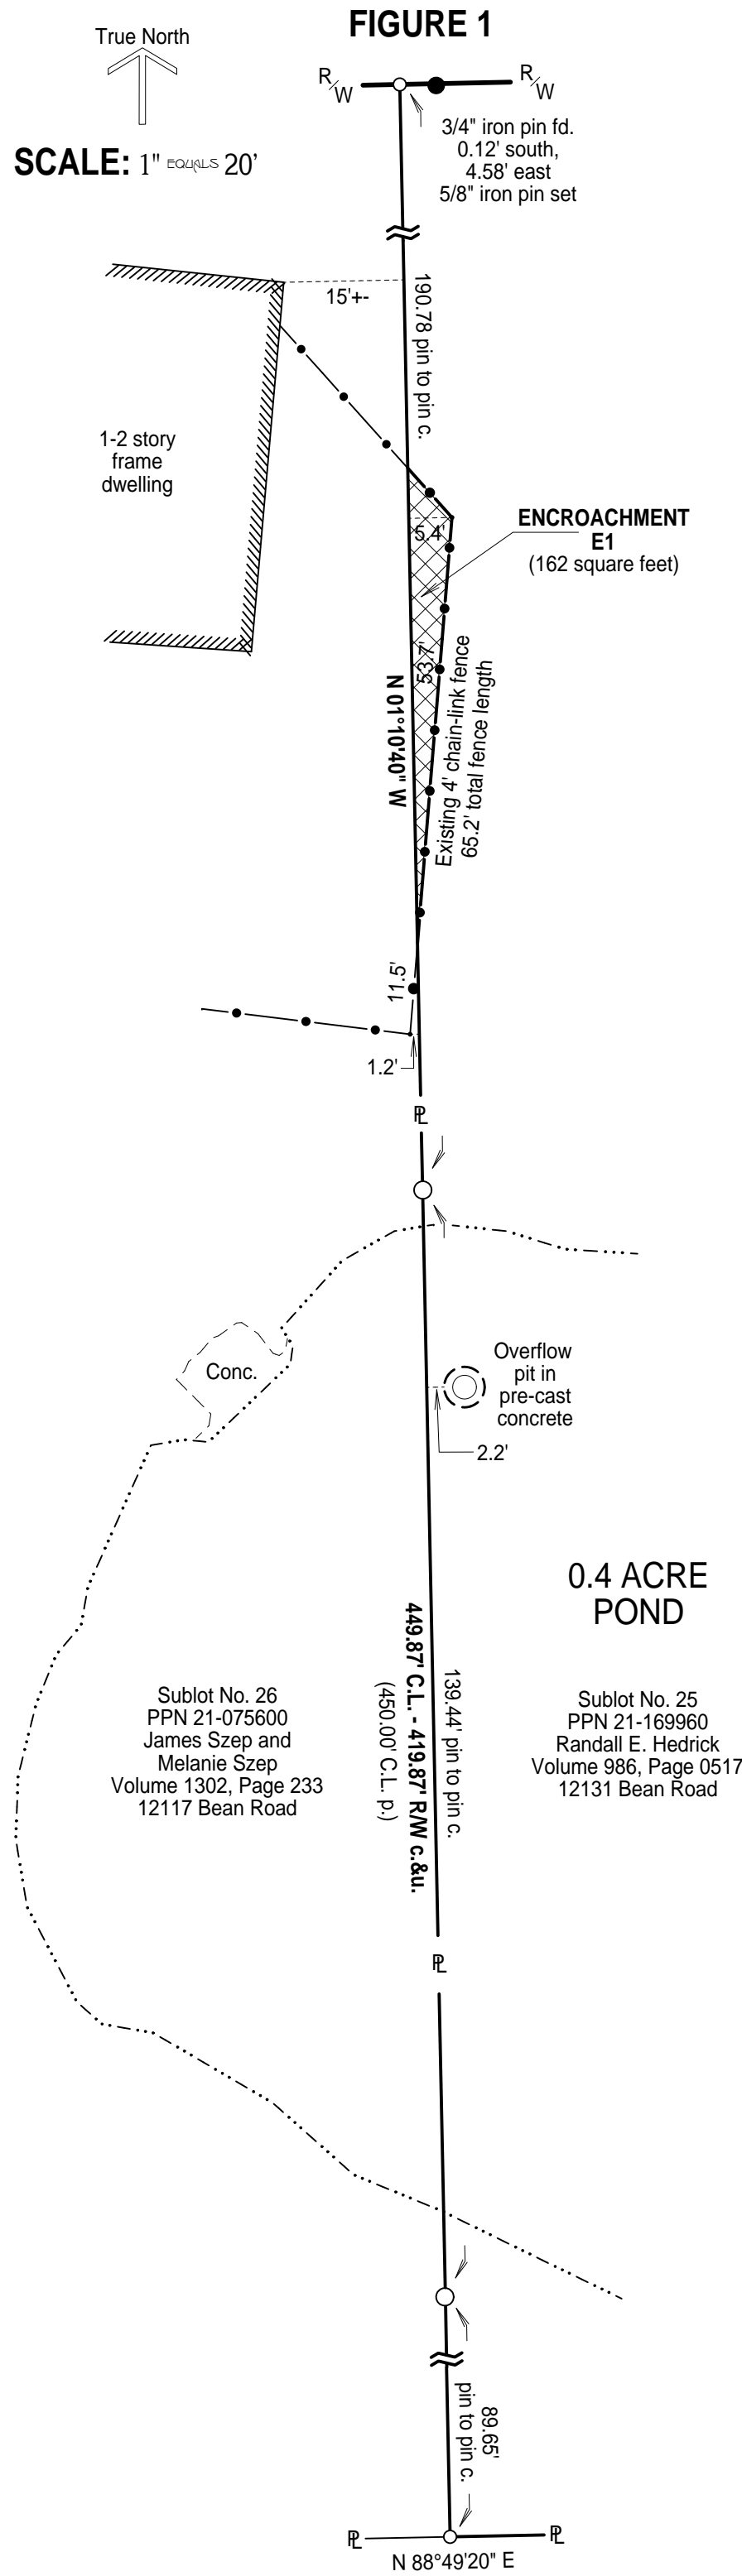 FIGURE 1
True North
SCALE: 1" EQUALS 20'
R/W
R/W
3/4" iron pin fd.
0.12' south,
4.58' east
5/8" iron pin set
15'+-
190.78 pin to pin c.
1-2 story
frame
dwelling
5.4'
ENCROACHMENT
E1
(162 square feet)
53.7'
Existing 4' chain-link fence
65.2' total fence length
N 01°10'40" W
11.5'
1.2'
PL
Conc.
Overflow
pit in
pre-cast
concrete
2.2'
0.4 ACRE
POND
449.87' C.L. - 419.87' R/W c.&u.
(450.00' C.L. p.)
139.44' pin to pin c.
Sublot No. 26
PPN 21-075600
James Szep and
Melanie Szep
Volume 1302, Page 233
12117 Bean Road
Sublot No. 25
PPN 21-169960
Randall E. Hedrick
Volume 986, Page 0517
12131 Bean Road
PL
89.65'
pin to pin c.
PL
PL
N 88°49'20" E